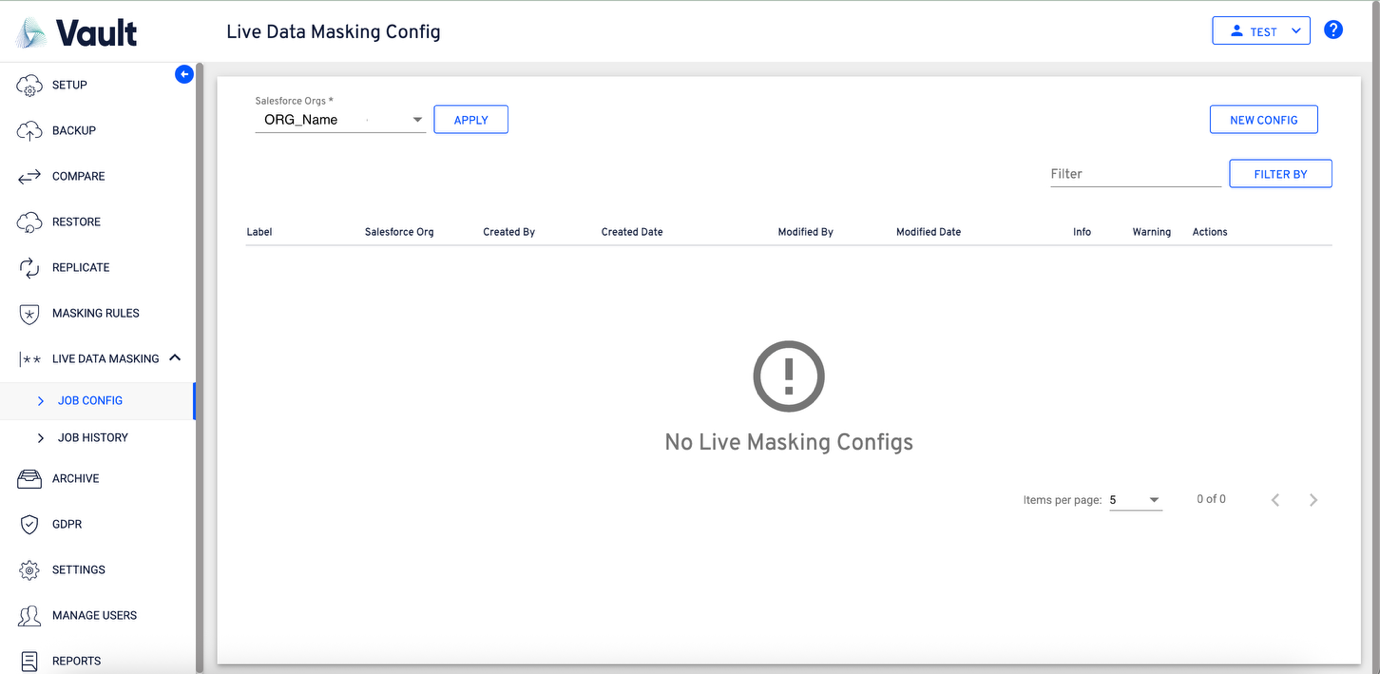 Vault
Live Data Masking Config
TEST
?
SETUP
BACKUP
COMPARE
RESTORE
REPLICATE
MASKING RULES
|** LIVE DATA MASKING
JOB CONFIG
JOB HISTORY
ARCHIVE
GDPR
SETTINGS
MANAGE USERS
REPORTS
Salesforce Orgs *
ORG_Name
APPLY
NEW CONFIG
Filter
FILTER BY
Label Salesforce Org Created By Created Date Modified By Modified Date Info Warning Actions
No Live Masking Configs
Items per page: 5 0 of 0